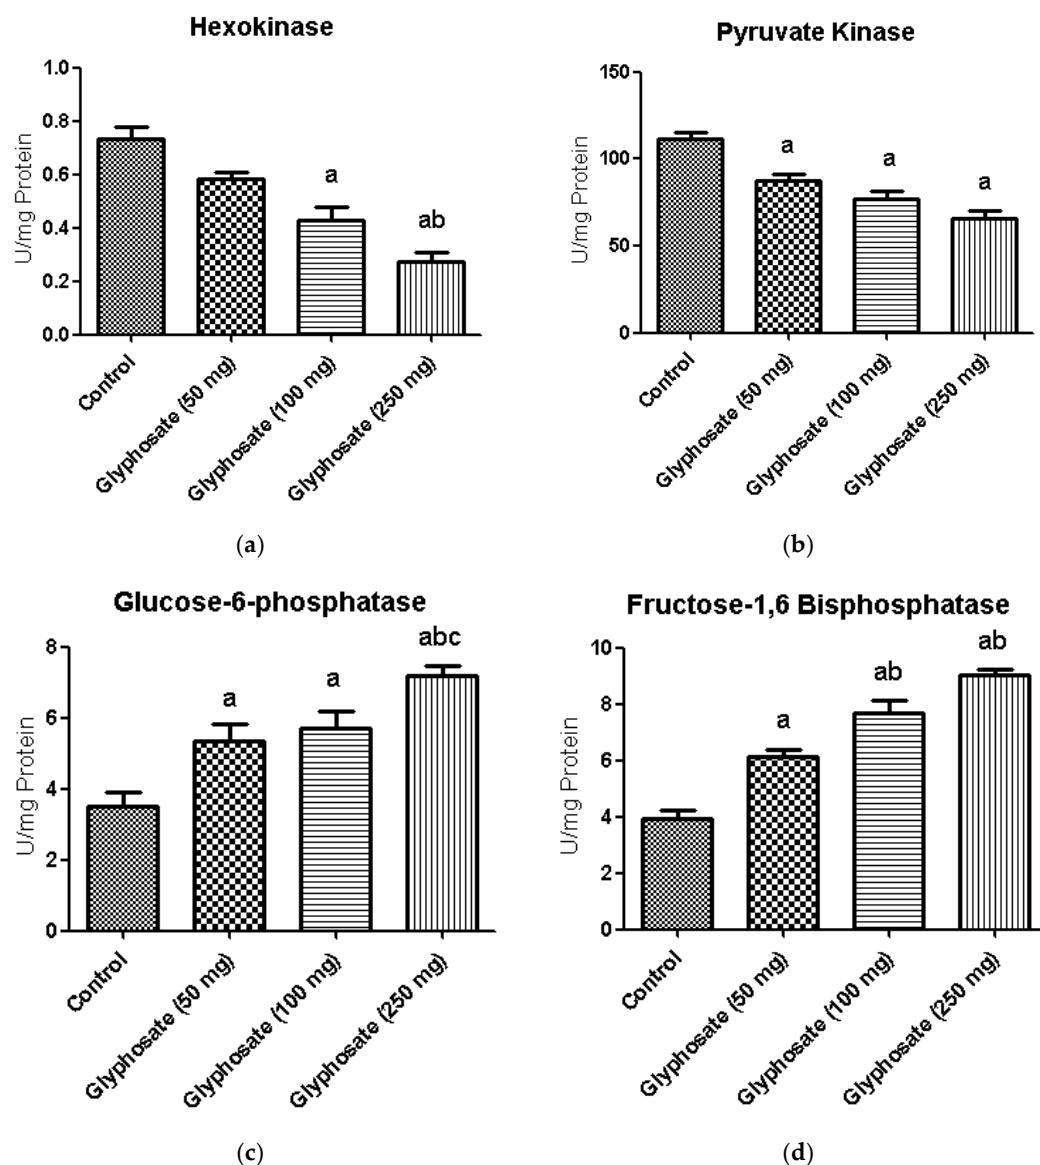 Hexokinase
1.0
0.8
0.6
0.4
0.2
0.0
U/mg Protein
a
ab
Control
Glyphosate (50 mg)
Glyphosate (100 mg)
Glyphosate (250 mg)
(a)
Pyruvate Kinase
150
100
50
0
U/mg Protein
a
a
a
Control
Glyphosate (50 mg)
Glyphosate (100 mg)
Glyphosate (250 mg)
(b)
Glucose-6-phosphatase
8
6
4
2
0
U/mg Protein
a
a
abc
Control
Glyphosate (50 mg)
Glyphosate (100 mg)
Glyphosate (250 mg)
(c)
Fructose-1,6 Bisphosphatase
10
8
6
4
2
0
U/mg Protein
a
ab
ab
Control
Glyphosate (50 mg)
Glyphosate (100 mg)
Glyphosate (250 mg)
(d)